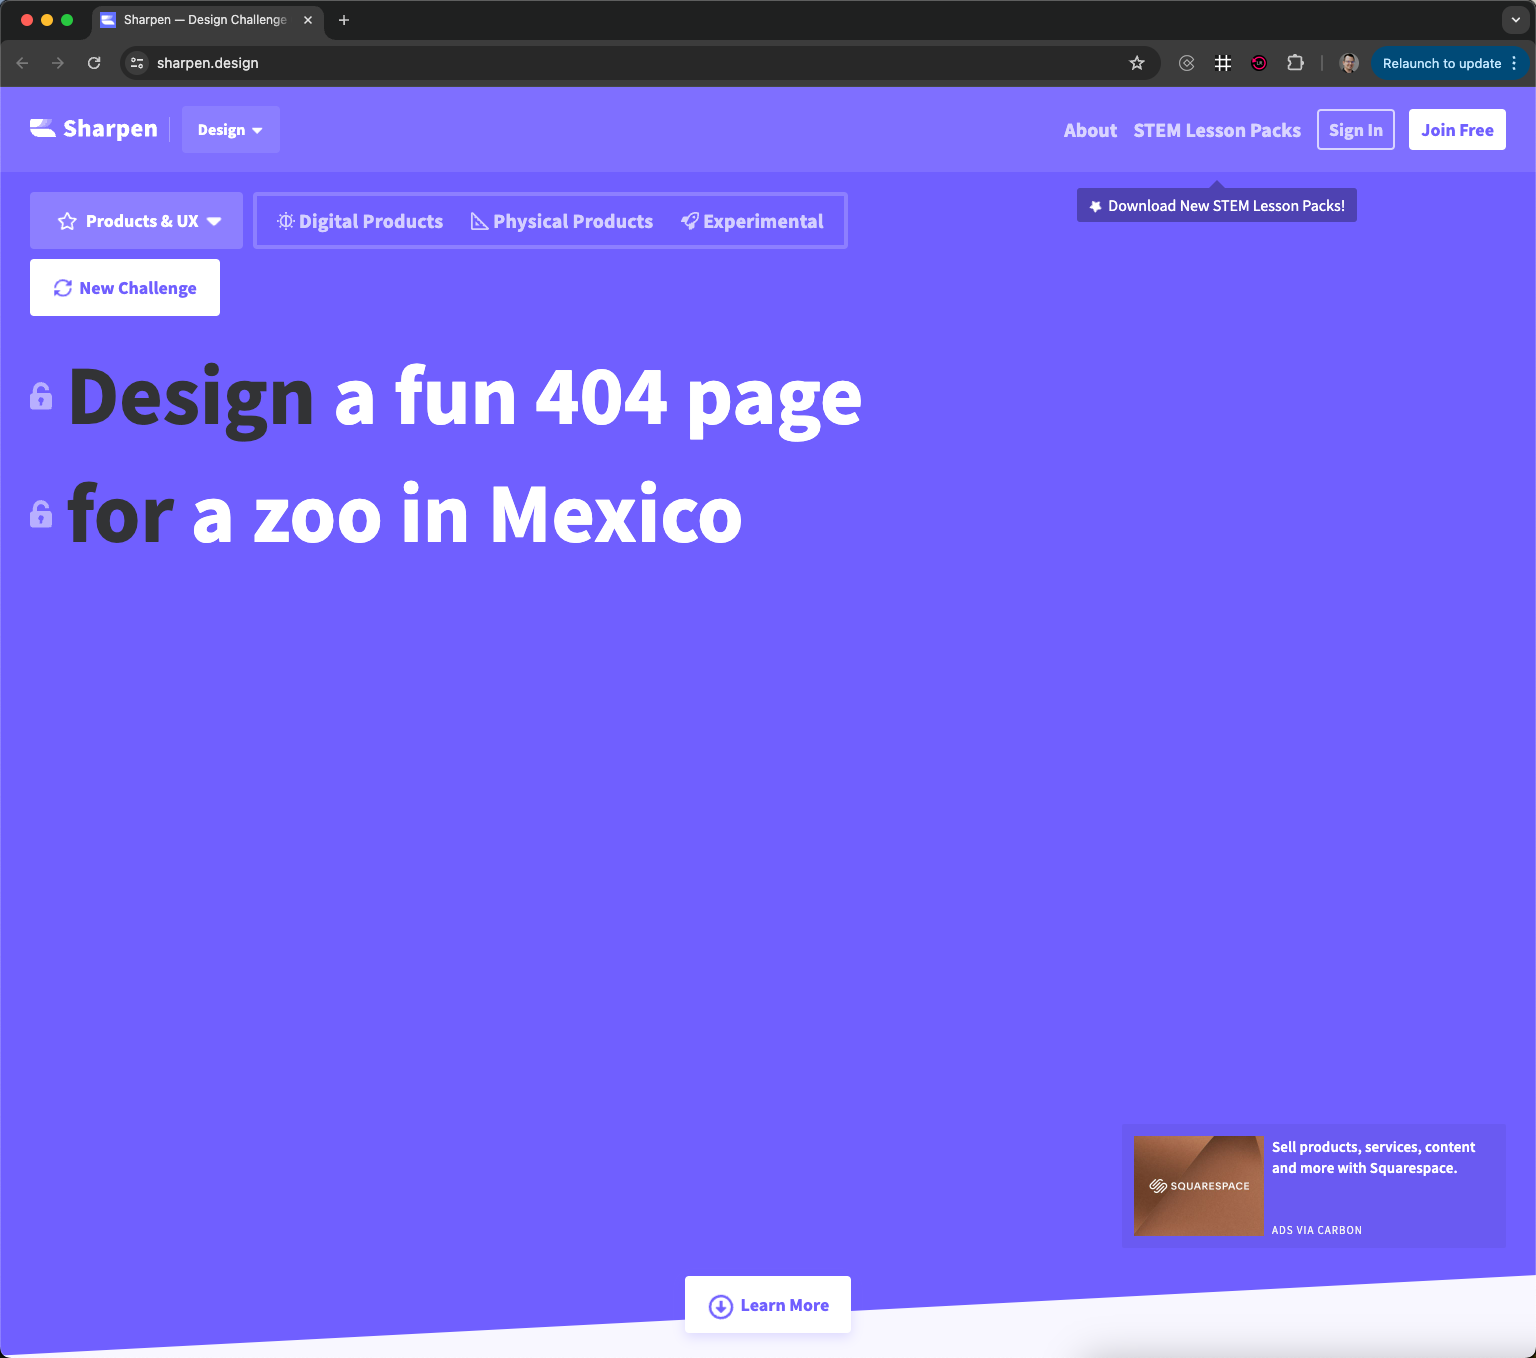 Sharpen — Design Challenge
sharpen.design
Relaunch to update
Sharpen
Design
About
STEM Lesson Packs
Sign In
Join Free
Products & UX
Digital Products
Physical Products
Experimental
Download New STEM Lesson Packs!
New Challenge
Design a fun 404 page
for a zoo in Mexico
SQUARESPACE
Sell products, services, content
and more with Squarespace.
ADS VIA CARBON
Learn More